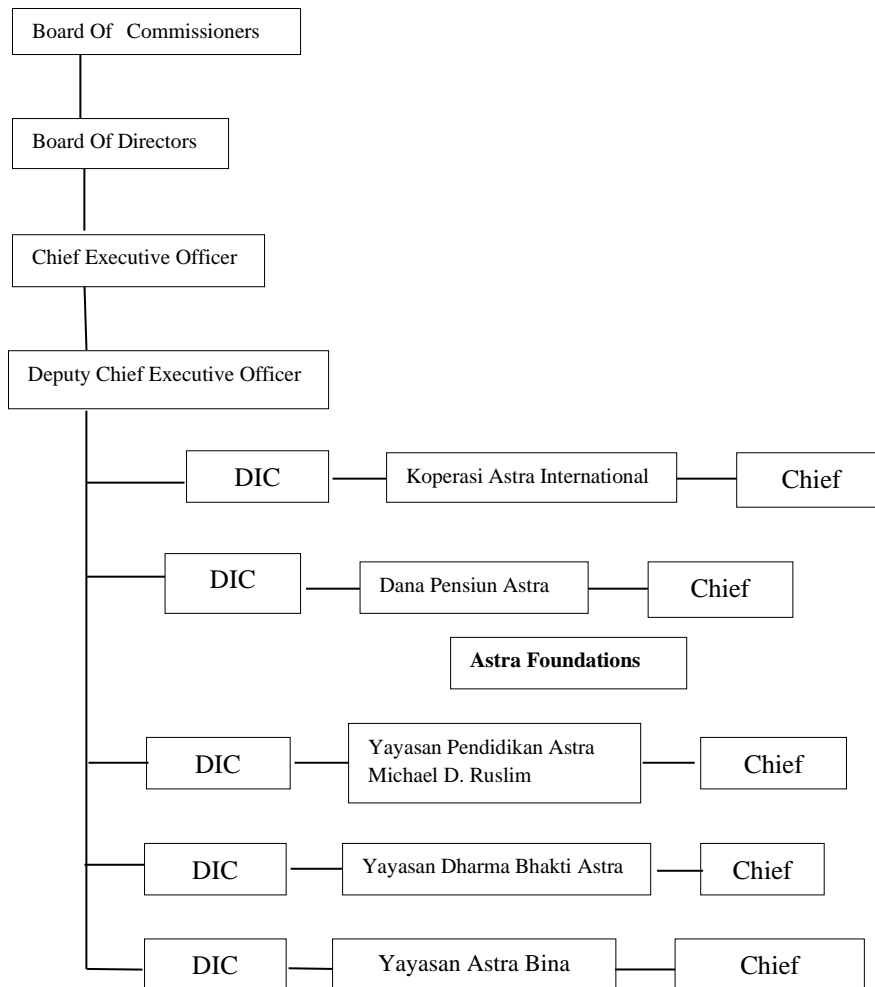 Board Of Commissioners
Board Of Directors
Chief Executive Officer
Deputy Chief Executive Officer
DIC
Koperasi Astra International
Chief
DIC
Dana Pensiun Astra
Chief
Astra Foundations
DIC
Yayasan Pendidikan Astra
Michael D. Ruslim
Chief
DIC
Yayasan Dharma Bhakti Astra
Chief
DIC
Yayasan Astra Bina
Chief